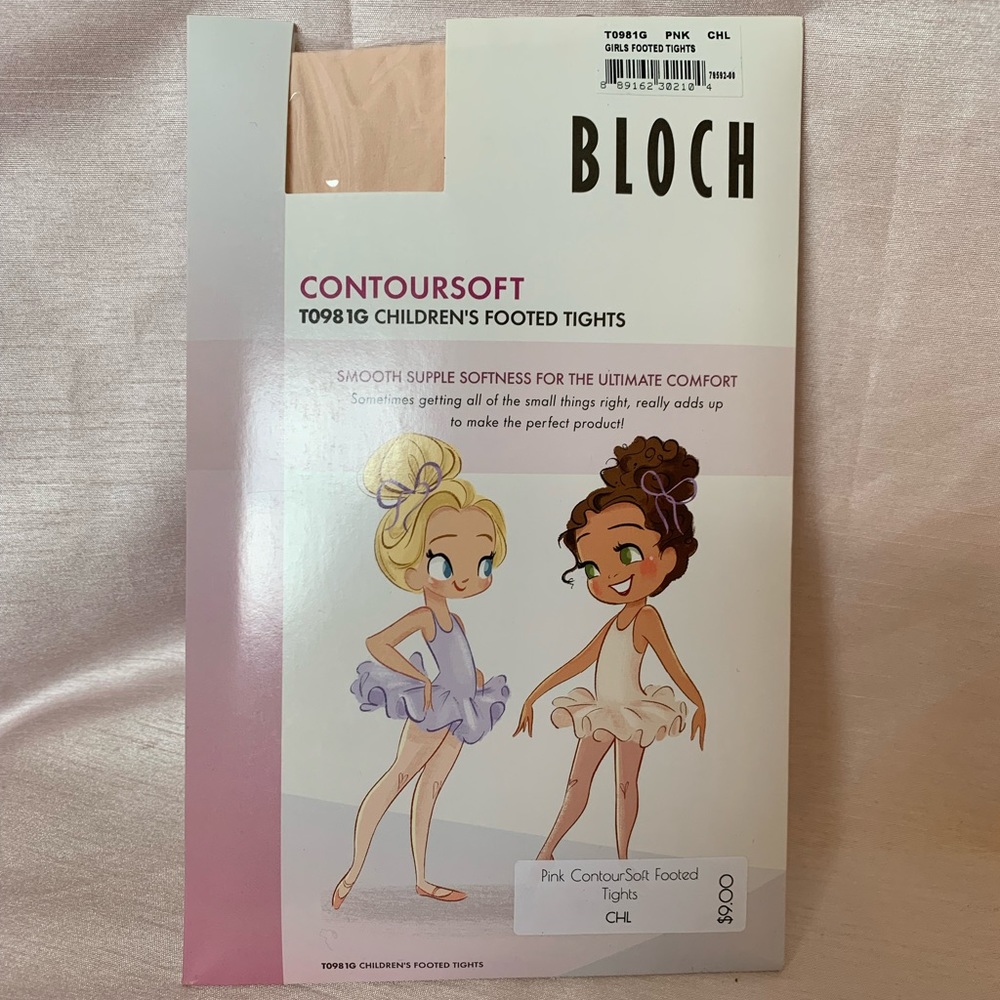 T0981G PNK CHL
GIRLS FOOTED TIGHTS
70592-60
8 89162 30210 4
BLOCH
CONTOURSOFT
T0981G CHILDREN'S FOOTED TIGHTS
SMOOTH SUPPLE SOFTNESS FOR THE ULTIMATE COMFORT
Sometimes getting all of the small things right, really adds up
to make the perfect product!
Pink ContourSoft Footed
Tights
CHL
$9.00
T0981G CHILDREN'S FOOTED TIGHTS